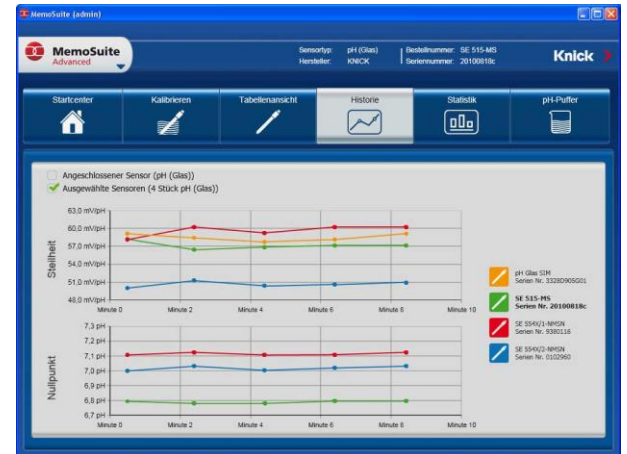 MemoSuite (admin)
MemoSuite
Advanced
Sensortyp: pH (Glas)
Hersteller: KNICK
Bestellnummer: SE 515-MS
Seriennummer: 20100818c
Knick
Startcenter
Kalibrieren
Tabellenansicht
Historie
Statistik
pH-Puffer
Angeschlossener Sensor (pH (Glas))
Ausgewählte Sensoren (4 Stück pH (Glas))
Steilheit
63,0 mV/pH
60,0 mV/pH
57,0 mV/pH
54,0 mV/pH
51,0 mV/pH
48,0 mV/pH
Minute 0 Minute 2 Minute 4 Minute 6 Minute 8 Minute 10
Nullpunkt
7,3 pH
7,2 pH
7,1 pH
7,0 pH
6,9 pH
6,8 pH
6,7 pH
Minute 0 Minute 2 Minute 4 Minute 6 Minute 8 Minute 10
pH Glas SIM
Serien Nr.
SE 515-MS
Serien Nr. 20100818c
SE 554X/1-NMSN
Serien Nr. 9380116
SE 554X/2-NMSN
Serien Nr. 0102960